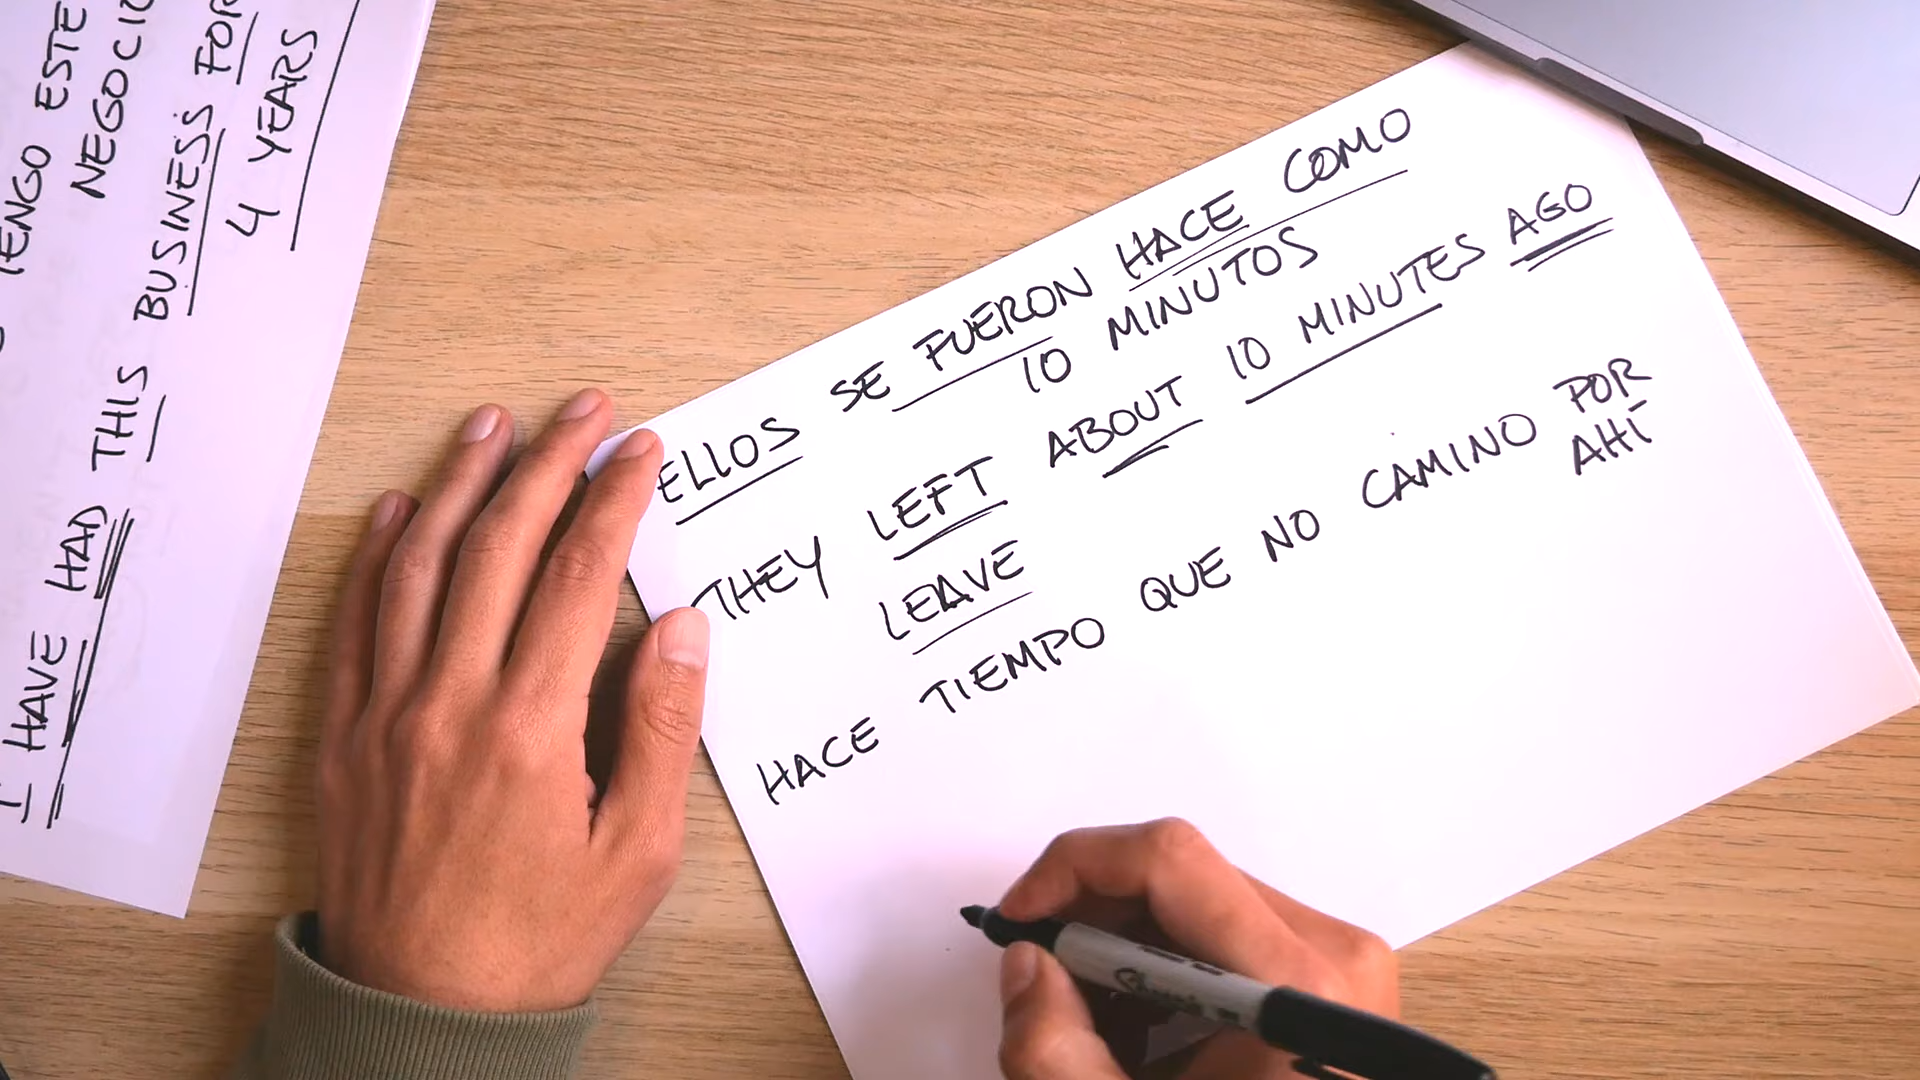 TENGO ESTE
NEGOCIO
I HAVE HAD THIS BUSINESS FOR
4 YEARS
ELLOS SE FUERON HACE COMO
10 MINUTOS
THEY LEFT ABOUT 10 MINUTES AGO
LEAVE
HACE TIEMPO QUE NO CAMINO POR
AHÍ